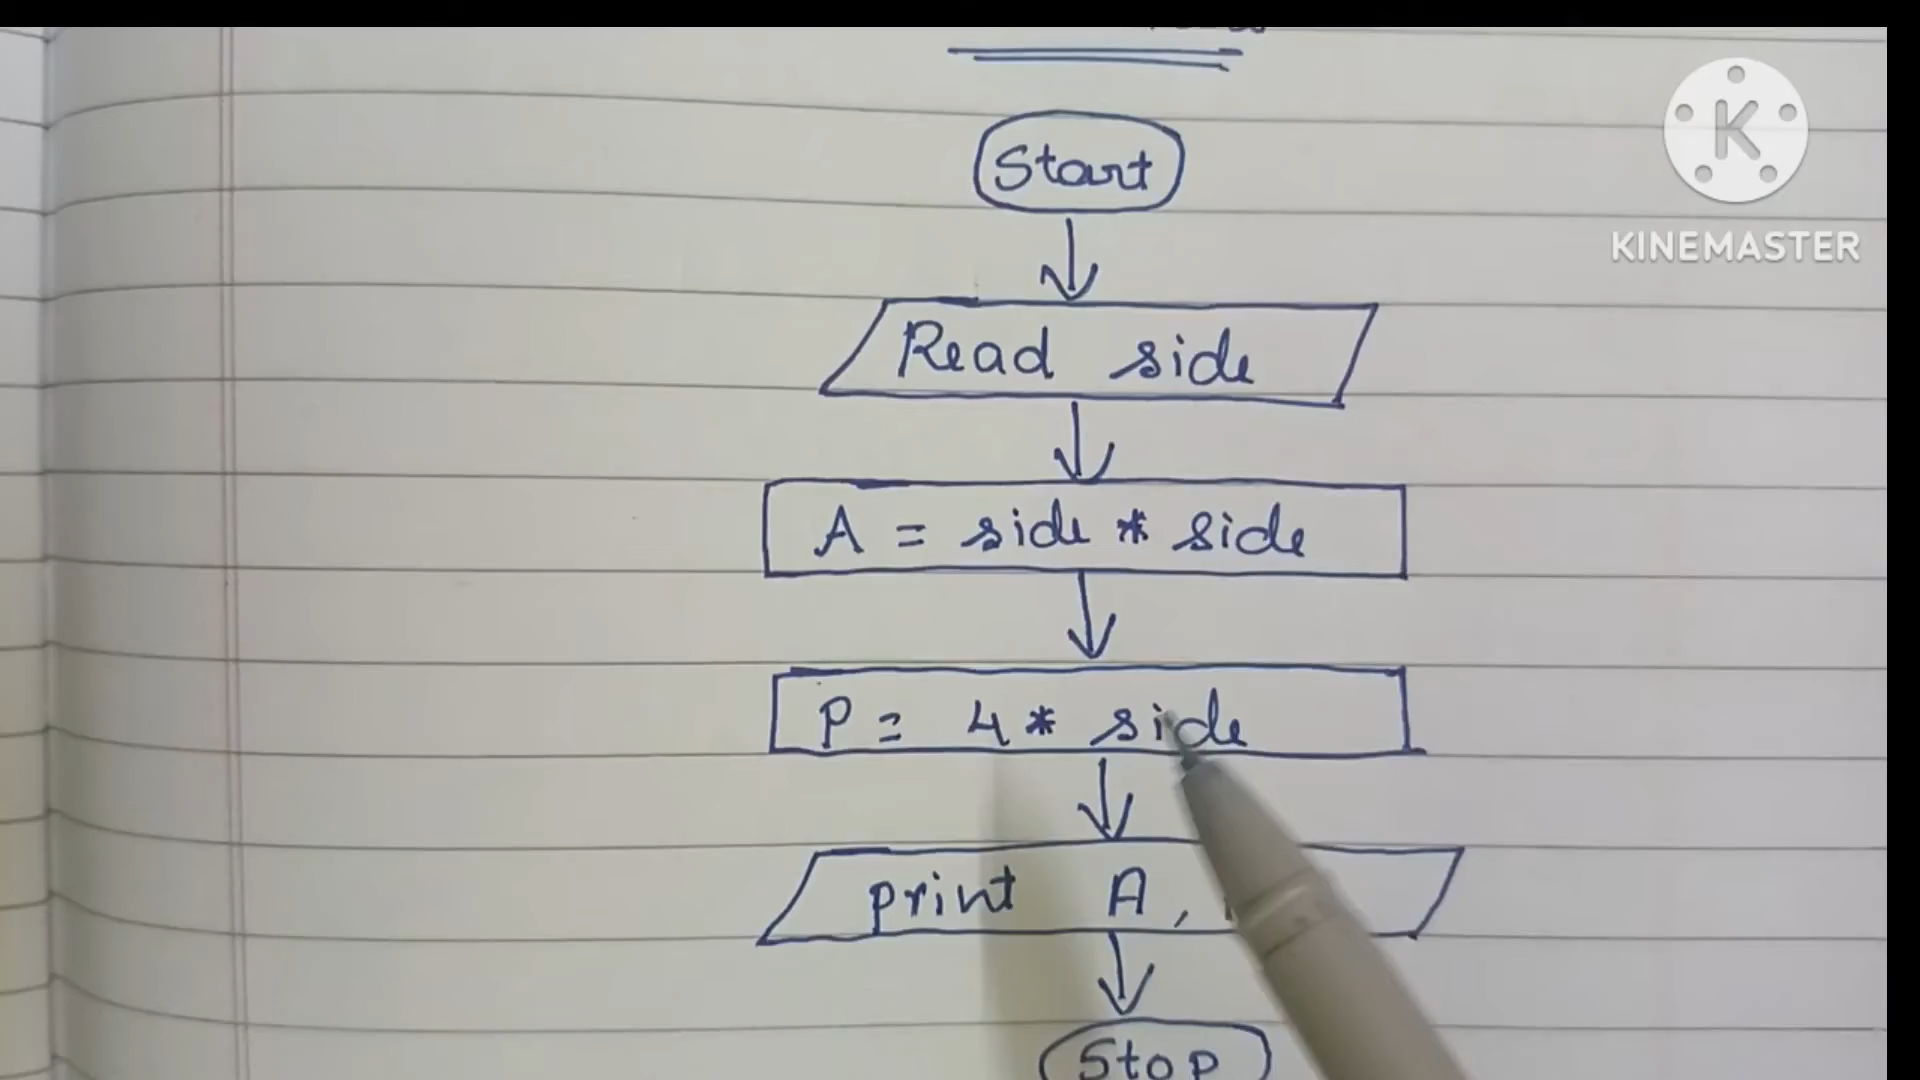 Start
K
KINEMASTER
Read side
A = side * side
P = 4 * side
print A,
Stop